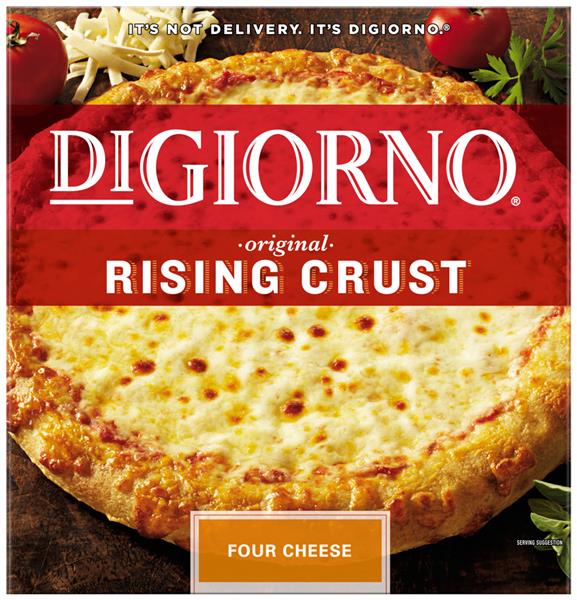 IT'S NOT DELIVERY. IT'S DIGIORNO.®
DIGIORNO®
·original·
RISING CRUST
FOUR CHEESE
SERVING SUGGESTION